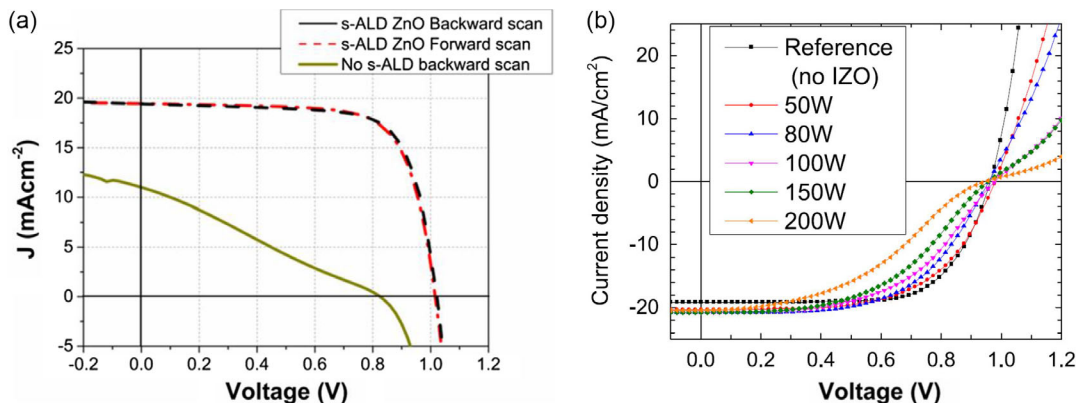 (a)
s-ALD ZnO Backward scan
s-ALD ZnO Forward scan
No s-ALD backward scan
25
20
15
10
5
0
-5
J (mAcm-2)
-0.2 0.0 0.2 0.4 0.6 0.8 1.0 1.2
Voltage (V)
(b)
Reference
(no IZO)
50W
80W
100W
150W
200W
20
10
0
-10
-20
Current density (mA/cm²)
0.0 0.2 0.4 0.6 0.8 1.0 1.2
Voltage (V)